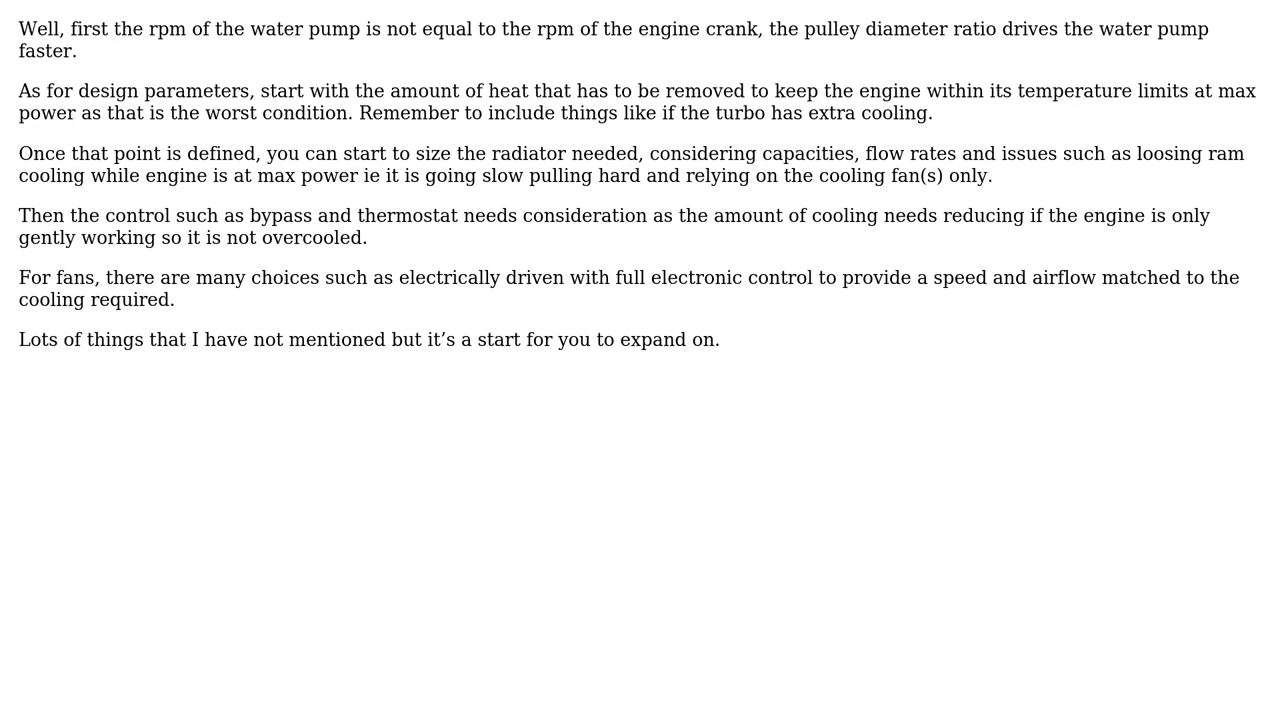 Well, first the rpm of the water pump is not equal to the rpm of the engine crank, the pulley diameter ratio drives the water pump
faster.
As for design parameters, start with the amount of heat that has to be removed to keep the engine within its temperature limits at max
power as that is the worst condition. Remember to include things like if the turbo has extra cooling.
Once that point is defined, you can start to size the radiator needed, considering capacities, flow rates and issues such as loosing ram
cooling while engine is at max power ie it is going slow pulling hard and relying on the cooling fan(s) only.
Then the control such as bypass and thermostat needs consideration as the amount of cooling needs reducing if the engine is only
gently working so it is not overcooled.
For fans, there are many choices such as electrically driven with full electronic control to provide a speed and airflow matched to the
cooling required.
Lots of things that I have not mentioned but it’s a start for you to expand on.